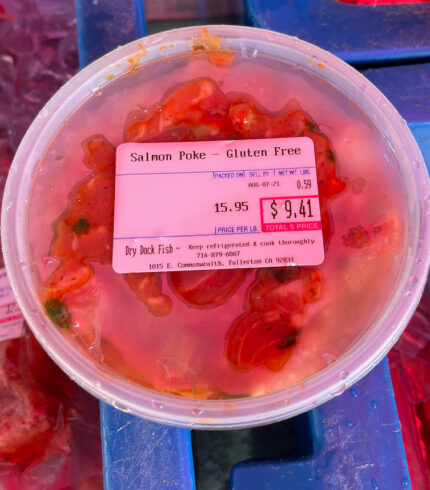 Salmon Poke - Gluten Free
PACKED ON SELL BY NET WT. LBS.
AUG-07-21 0.59
15.95 $ 9.41
PRICE PER LB. TOTAL $ PRICE
Dry Dock Fish - Keep refrigerated & cook thoroughly
714-879-6067
1015 E. Commonwealth, Fullerton CA 92831